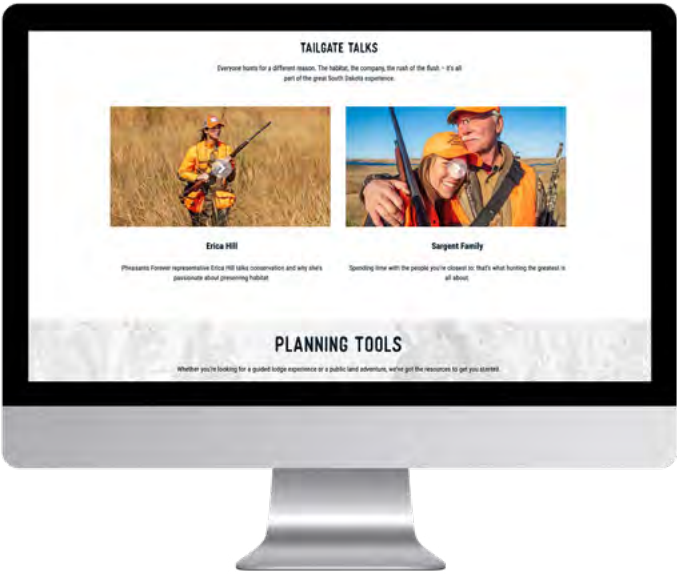 TAILGATE TALKS
Everyone hunts for a different reason. The habitat, the company, the rush of the flush – it's all
part of the great South Dakota experience.
Erica Hill
Sargent Family
Pheasants Forever representative Erica Hill talks conservation and why she's
passionate about preserving habitat
Spending time with the people you're closest to: that's what hunting the greatest is
all about.
PLANNING TOOLS
Whether you're looking for a guided lodge experience or a public land adventure, we've got the resources to get you started.